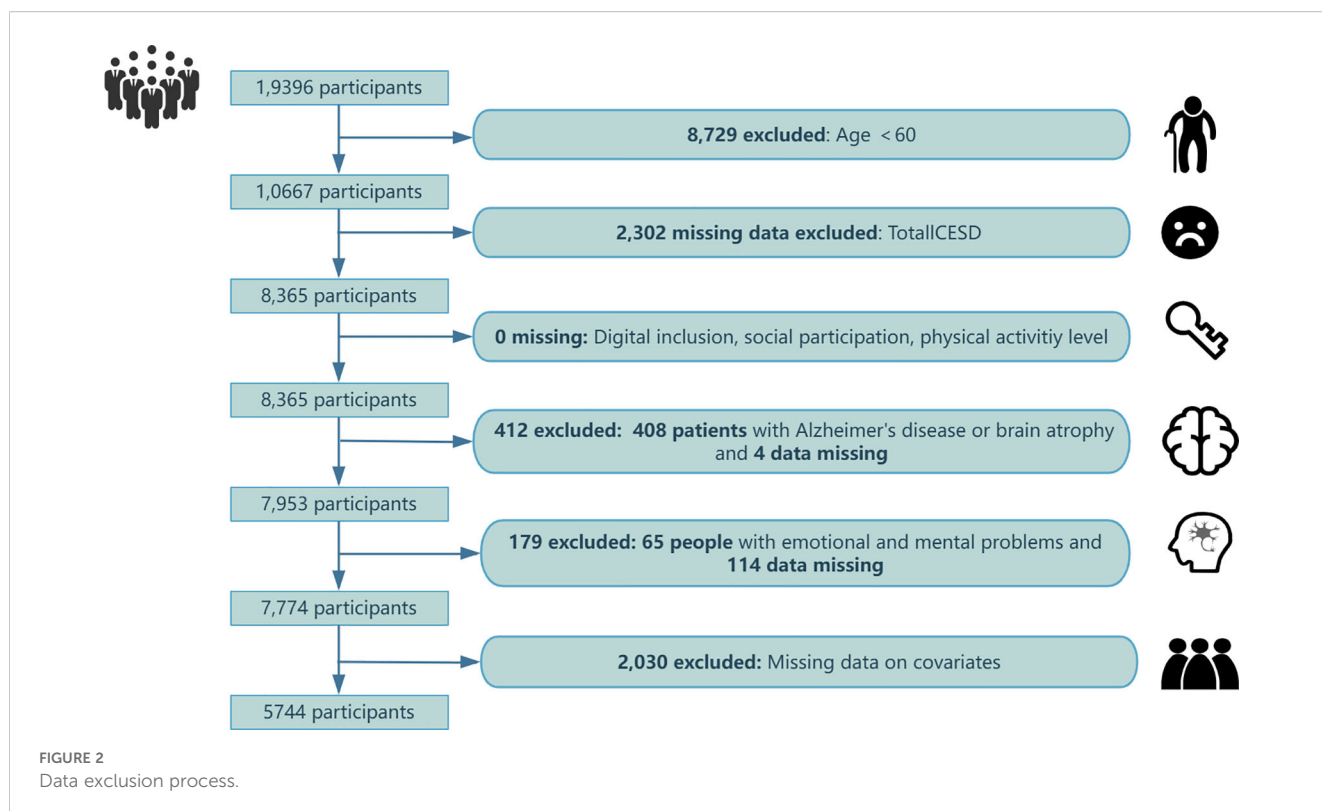 1,9396 participants
8,729 excluded: Age <60
1,0667 participants
2,302 missing data excluded: TotallCESD
8,365 participants
0 missing: Digital inclusion, social participation, physical activitiy level
8,365 participants
412 excluded: 408 patients with Alzheimer's disease or brain atrophy
and 4 data missing
7,953 participants
179 excluded: 65 people with emotional and mental problems and
114 data missing
7,774 participants
2,030 excluded: Missing data on covariates
5744 participants
FIGURE 2
Data exclusion process.